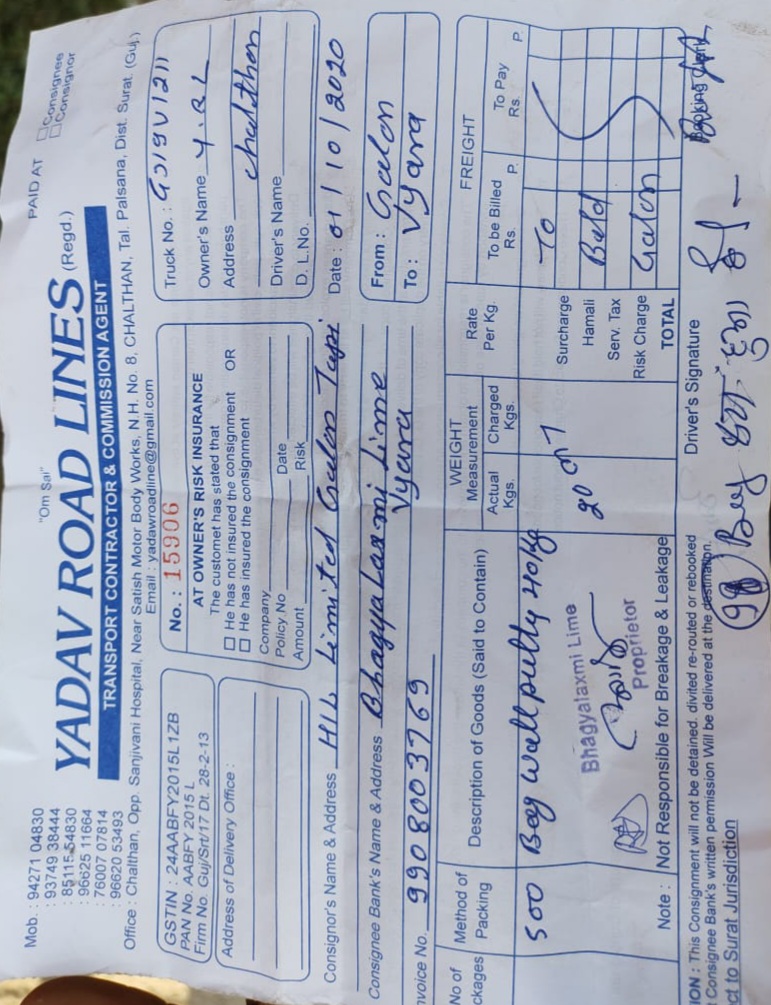 Mob. : 94271 04830
: 93749 38444
: 85115 54830
: 96625 11664
: 76007 07814
: 96620 53493
"Om Sai"
PAID AT Consignee
Consignor
YADAV ROAD LINES (Regd.)
TRANSPORT CONTRACTOR & COMMISSION AGENT
Office : Chalthan, Opp. Sanjivani Hospital, Near Satish Motor Body Works, N.H. No. 8, CHALTHAN, Tal. Palsana, Dist. Surat. (Guj.)
Email : yadawroadline@gmail.com
GSTIN : 24AABFY2015L1ZB
PAN No. AABFY 2015 L
Firm No. Guj/Srt/17 Dt. 28-2-13
Address of Delivery Office :
No. : 15906
AT OWNER'S RISK INSURANCE
The customet has stated that
He has not insured the consignment OR
He has insured the consignment
Company
Policy No Date
Amount Risk
Truck No. : GJ19V1211
Owner's Name Y.RL
Address chalthan
Driver's Name
D. L.No.
Consignor's Name & Address HIL Limited Galon Tapi
Date : 01/10/2020
Consignee Bank's Name & Address Bhagyalaxmi Lime
Vyara
From : Galon
To : Vyara
nvoice No. 9908003769
No of
ckages
Method of
Packing
Description of Goods (Said to Contain)
WEIGHT
Measurement
Actual
Kgs.
Charged
Kgs.
Rate
Per Kg.
FREIGHT
To be Billed
Rs. P.
To Pay
Rs. P.
500 Beg wall putty 40 kg
20 mT
To
Surcharge
Hamali
Serv. Tax
Risk Charge
TOTAL
Galon
Bhagyalaxmi Lime
Proprietor
Note : Not Responsible for Breakage & Leakage
ION : This Consignment will not be detained. divited re-routed or rebooked
t Consignee Bank's written permission Will be delivered at the destination.
ct to Surat Jurisdiction
Driver's Signature
Booking Clerk
Beg